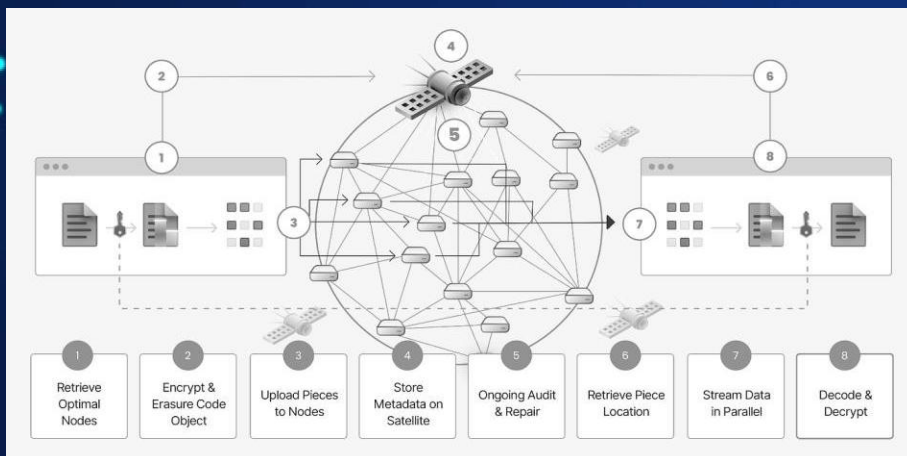 4
2
6
5
1
8
3
7
1
Retrieve
Optimal
Nodes
2
Encrypt &
Erasure Code
Object
3
Upload Pieces
to Nodes
4
Store
Metadata on
Satellite
5
Ongoing Audit
& Repair
6
Retrieve Piece
Location
7
Stream Data
in Parallel
8
Decode &
Decrypt